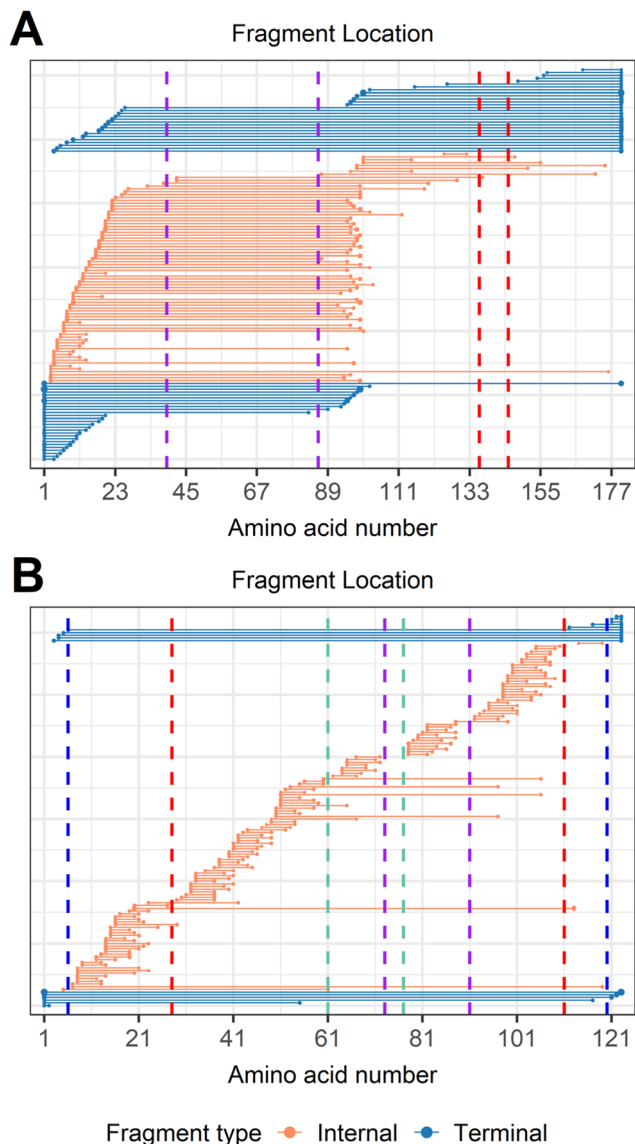 A
Fragment Location
1 23 45 67 89 111 133 155 177
Amino acid number
B
Fragment Location
1 21 41 61 81 101 121
Amino acid number
Fragment type Internal Terminal